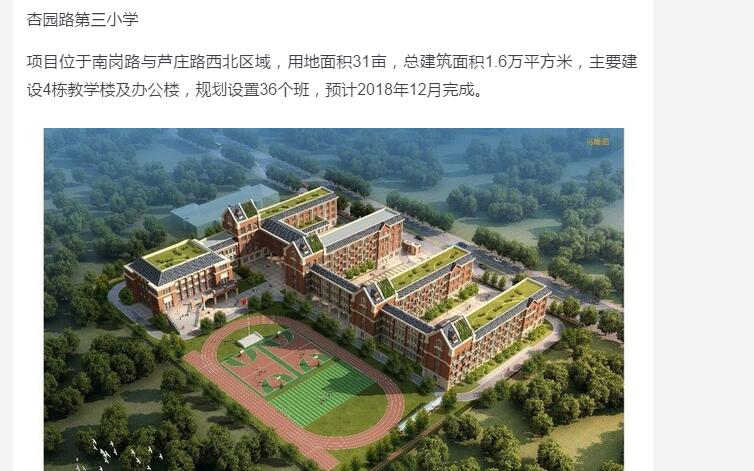 杏园路第三小学
项目位于南岗路与芦庄路西北区域，用地面积31亩，总建筑面积1.6万平方米，主要建
设4栋教学楼及办公楼，规划设置36个班，预计2018年12月完成。
鸟瞰图